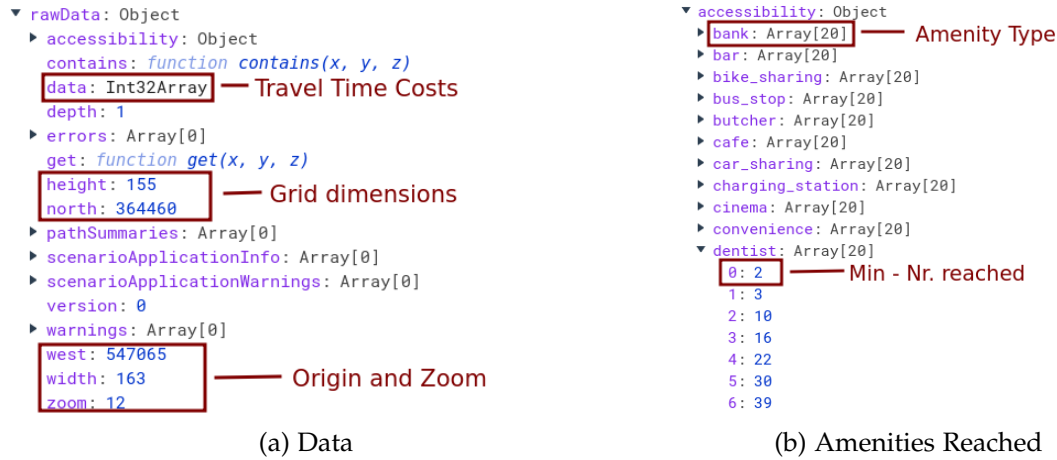 ▼ rawData: Object
▶ accessibility: Object
contains: function contains(x, y, z)
data: Int32Array
Travel Time Costs
depth: 1
▶ errors: Array[0]
get: function get(x, y, z)
height: 155
Grid dimensions
north: 364460
▶ pathSummaries: Array[0]
▶ scenarioApplicationInfo: Array[0]
▶ scenarioApplicationWarnings: Array[0]
version: 0
▶ warnings: Array[0]
west: 547065
width: 163
Origin and Zoom
zoom: 12
(a) Data
▼ accessibility: Object
▶ bank: Array[20]
Amenity Type
▶ bar: Array[20]
▶ bike_sharing: Array[20]
▶ bus_stop: Array[20]
▶ butcher: Array[20]
▶ cafe: Array[20]
▶ car_sharing: Array[20]
▶ charging_station: Array[20]
▶ cinema: Array[20]
▶ convenience: Array[20]
▼ dentist: Array[20]
0: 2
Min - Nr. reached
1: 3
2: 10
3: 16
4: 22
5: 30
6: 39
(b) Amenities Reached